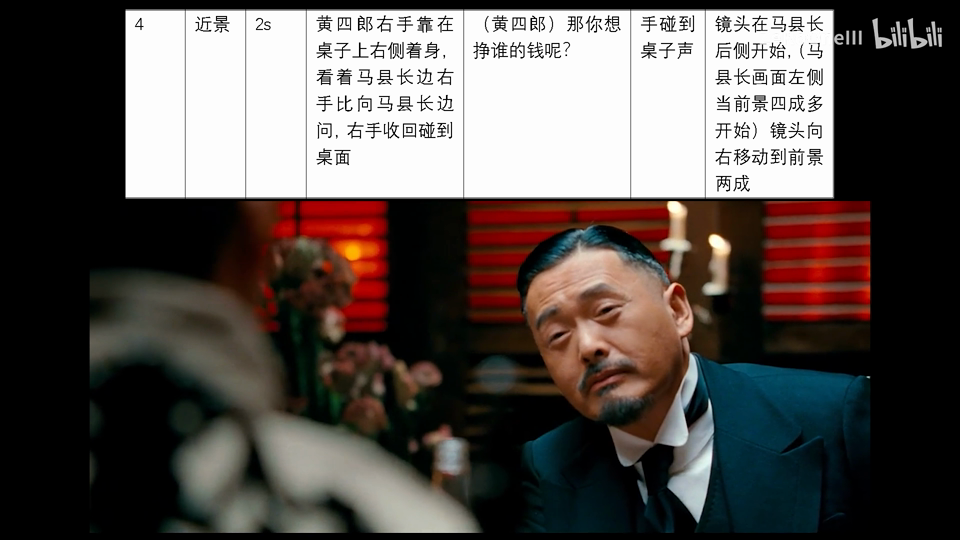 4
近景
2s
黄四郎右手靠在
桌子上右侧着身，
看着马县长边右
手比向马县长边
问，右手收回碰到
桌面
（黄四郎）那你想
挣谁的钱呢？
手碰到
桌子声
镜头在马县长
后侧开始，（马
县长画面左侧
当前景四成多
开始）镜头向
右移动到前景
两成
bilibili